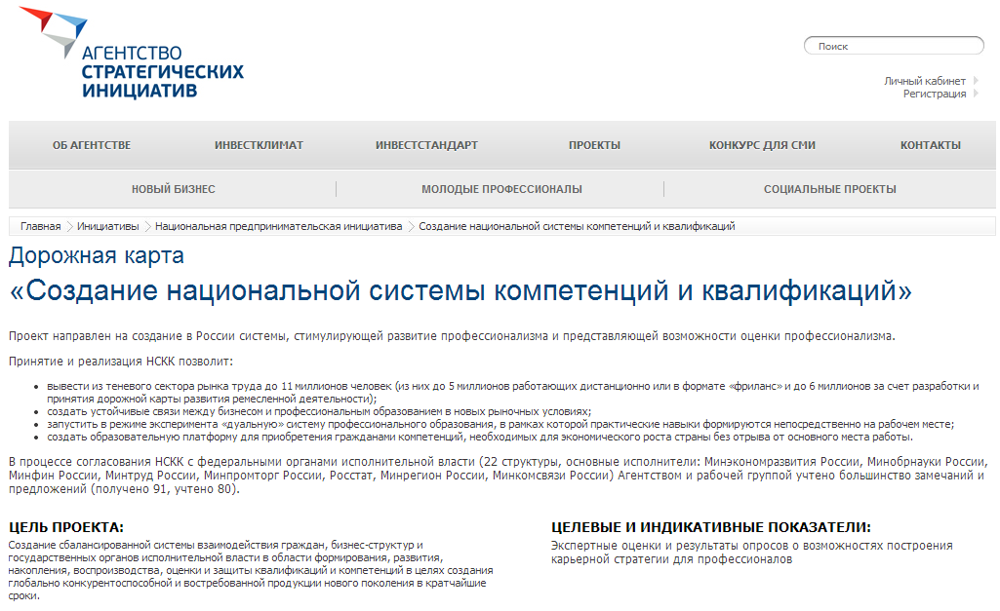 АГЕНТСТВО
СТРАТЕГИЧЕСКИХ
ИНИЦИАТИВ
Поиск
Личный кабинет
Регистрация
ОБ АГЕНТСТВЕ ИНВЕСТКЛИМАТ ИНВЕСТСТАНДАРТ ПРОЕКТЫ КОНКУРС ДЛЯ СМИ КОНТАКТЫ
НОВЫЙ БИЗНЕС МОЛОДЫЕ ПРОФЕССИОНАЛЫ СОЦИАЛЬНЫЕ ПРОЕКТЫ
Главная Инициативы Национальная предпринимательская инициатива Создание национальной системы компетенций и квалификаций
Дорожная карта
«Создание национальной системы компетенций и квалификаций»
Проект направлен на создание в России системы, стимулирующей развитие профессионализма и представляющей возможности оценки профессионализма.
Принятие и реализация НСКК позволит:
• вывести из теневого сектора рынка труда до 11 миллионов человек (из них до 5 миллионов работающих дистанционно или в формате «фриланс» и до 6 миллионов за счет разработки и
принятия дорожной карты развития ремесленной деятельности);
• создать устойчивые связи между бизнесом и профессиональным образованием в новых рыночных условиях;
• запустить в режиме эксперимента «дуальную» систему профессионального образования, в рамках которой практические навыки формируются непосредственно на рабочем месте;
• создать образовательную платформу для приобретения гражданами компетенций, необходимых для экономического роста страны без отрыва от основного места работы.
В процессе согласования НСКК с федеральными органами исполнительной власти (22 структуры, основные исполнители: Минэкономразвития России, Минобрнауки России,
Минфин России, Минтруд России, Минпромторг России, Росстат, Минрегион России, Минкомсвязи России) Агентством и рабочей группой учтено большинство замечаний и
предложений (получено 91, учтено 80).
ЦЕЛЬ ПРОЕКТА:
Создание сбалансированной системы взаимодействия граждан, бизнес-структур и
государственных органов исполнительной власти в области формирования, развития,
накопления, воспроизводства, оценки и защиты квалификаций и компетенций в целях создания
глобально конкурентоспособной и востребованной продукции нового поколения в кратчайшие
сроки.
ЦЕЛЕВЫЕ И ИНДИКАТИВНЫЕ ПОКАЗАТЕЛИ:
Экспертные оценки и результаты опросов о возможностях построения
карьерной стратегии для профессионалов